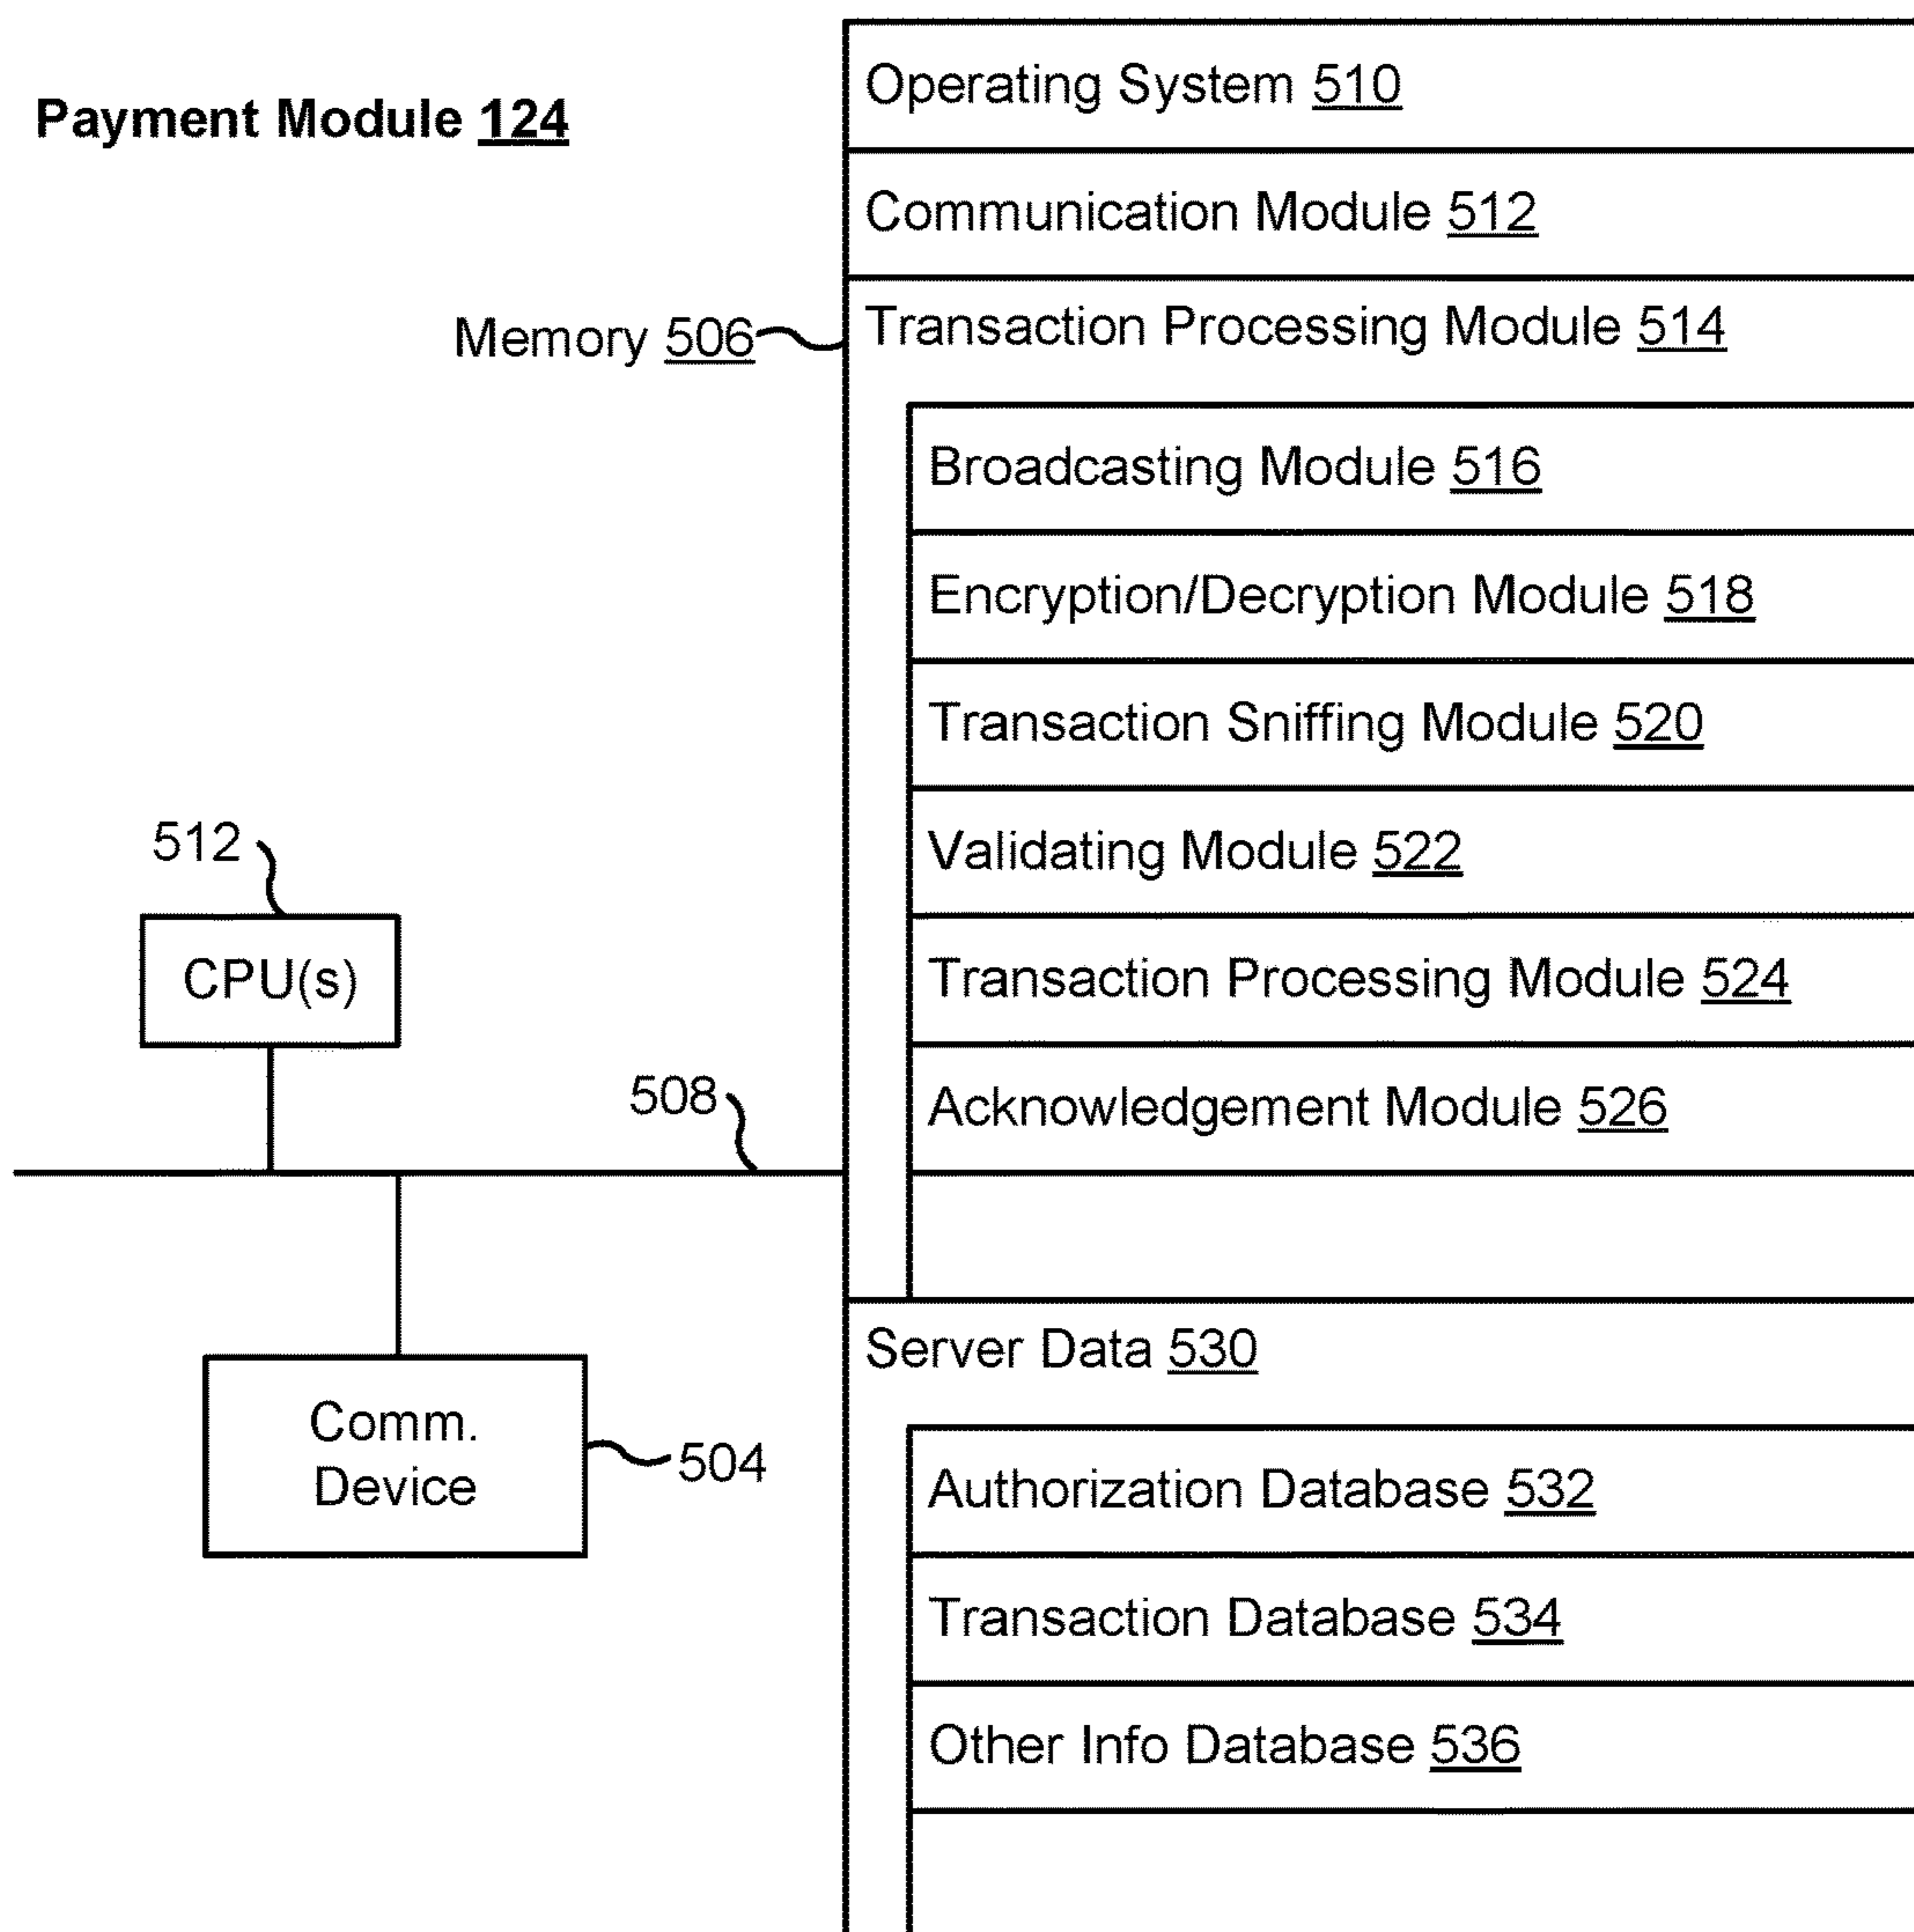 Payment Module 124
Operating System 510
Communication Module 512
Memory 506
Transaction Processing Module 514
Broadcasting Module 516
Encryption/Decryption Module 518
Transaction Sniffing Module 520
Validating Module 522
Transaction Processing Module 524
Acknowledgement Module 526
512
CPU(s)
508
Comm.
Device
504
Server Data 530
Authorization Database 532
Transaction Database 534
Other Info Database 536